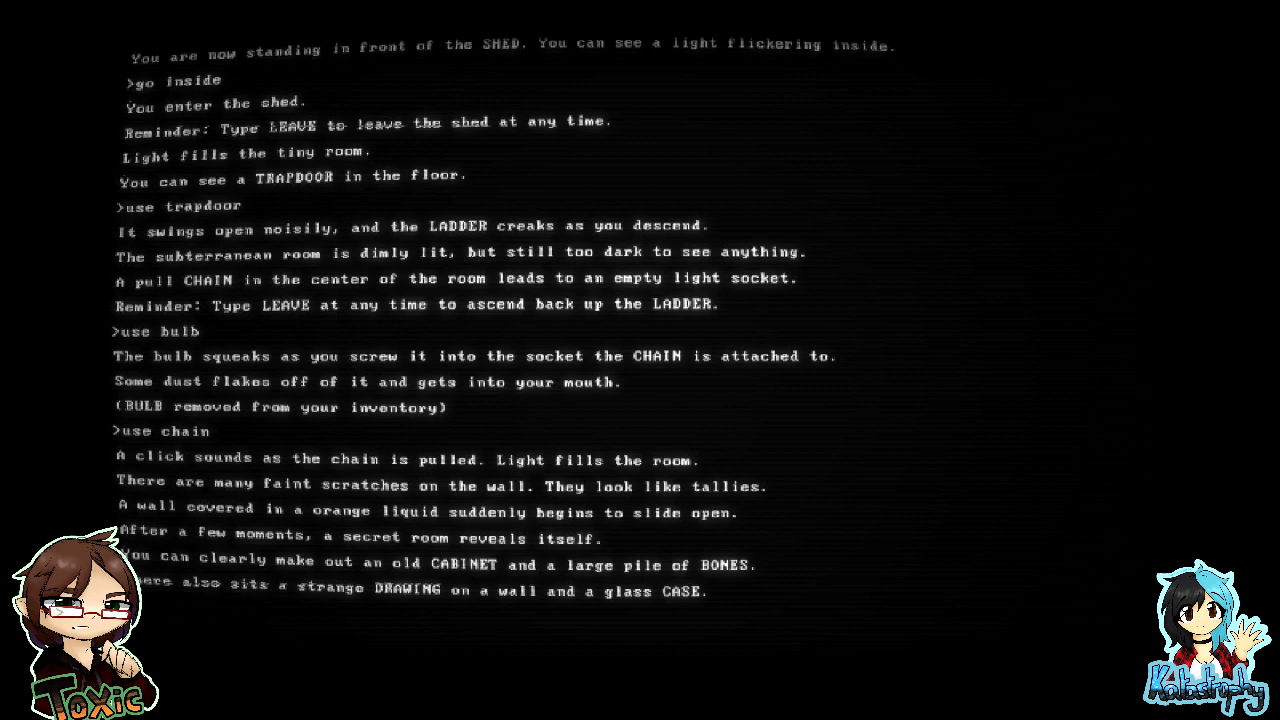 You are now standing in front of the SHED. You can see a light flickering inside.
>go inside
You enter the shed.
Reminder: Type LEAVE to leave the shed at any time.
Light fills the tiny room.
You can see a TRAPDOOR in the floor.
>use trapdoor
It swings open noisily, and the LADDER creaks as you descend.
The subterranean room is dimly lit, but still too dark to see anything.
A pull CHAIN in the center of the room leads to an empty light socket.
Reminder: Type LEAVE at any time to ascend back up the LADDER.
>use bulb
The bulb squeaks as you screw it into the socket the CHAIN is attached to.
Some dust flakes off of it and gets into your mouth.
(BULB removed from your inventory)
>use chain
A click sounds as the chain is pulled. Light fills the room.
There are many faint scratches on the wall. They look like tallies.
A wall covered in a orange liquid suddenly begins to slide open.
After a few moments, a secret room reveals itself.
You can clearly make out an old CABINET and a large pile of BONES.
here also sits a strange DRAWING on a wall and a glass CASE.
Toxic
Katastrophy